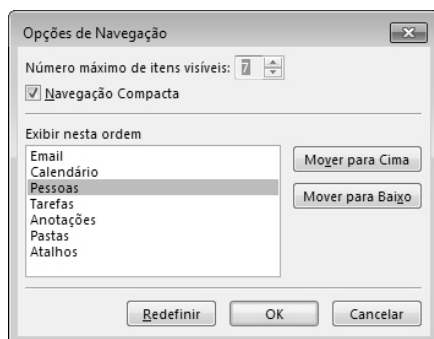 Opções de Navegação
Número máximo de itens visíveis: 7
Navegação Compacta
Exibir nesta ordem
Email
Calendário
Pessoas
Tarefas
Anotações
Pastas
Atalhos
Mover para Cima
Mover para Baixo
Redefinir
OK
Cancelar